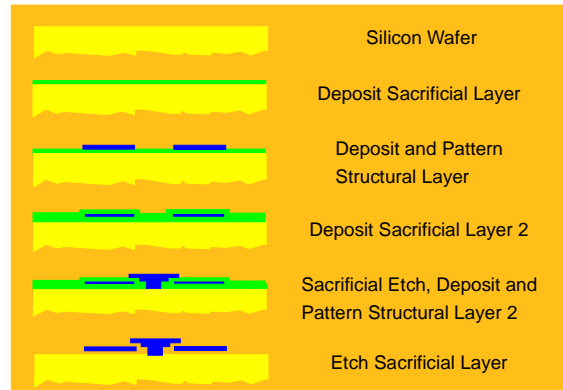 Silicon Wafer
Deposit Sacrificial Layer
Deposit and Pattern
Structural Layer
Deposit Sacrificial Layer 2
Sacrificial Etch, Deposit and
Pattern Structural Layer 2
Etch Sacrificial Layer